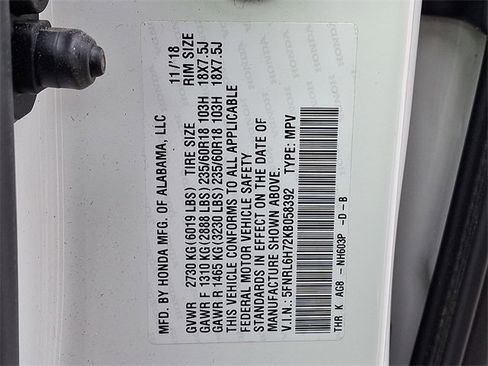 MFD. BY HONDA MFG. OF ALABAMA, LLC 11/'18
GVWR 2730 KG (6019 LBS) TIRE SIZE RIM SIZE
GAWR F 1310 KG (2888 LBS) 235/60R18 103H 18X7.5J
GAWR R 1465 KG (3230 LBS) 235/60R18 103H 18X7.5J
THIS VEHICLE CONFORMS TO ALL APPLICABLE
FEDERAL MOTOR VEHICLE SAFETY
STANDARDS IN EFFECT ON THE DATE OF
MANUFACTURE SHOWN ABOVE.
V.I.N.: 5FNRL6H72KB056392 TYPE: MPV
THR K AG8 - NH603P -D - B